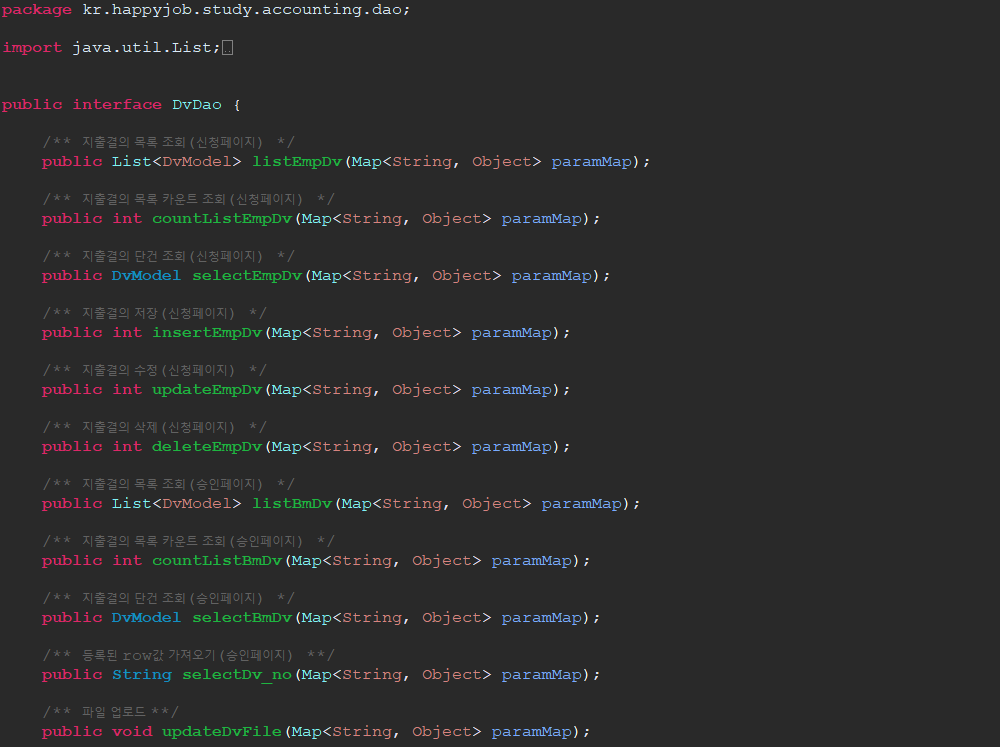 package kr.happyjob.study.accounting.dao;
import java.util.List;
public interface DvDao {
/** 지출결의 목록 조회(신청페이지) */
public List<DvModel> listEmpDv(Map<String, Object> paramMap);
/** 지출결의 목록 카운트 조회(신청페이지) */
public int countListEmpDv(Map<String, Object> paramMap);
/** 지출결의 단건 조회(신청페이지) */
public DvModel selectEmpDv(Map<String, Object> paramMap);
/** 지출결의 저장(신청페이지) */
public int insertEmpDv(Map<String, Object> paramMap);
/** 지출결의 수정(신청페이지) */
public int updateEmpDv(Map<String, Object> paramMap);
/** 지출결의 삭제(신청페이지) */
public int deleteEmpDv(Map<String, Object> paramMap);
/** 지출결의 목록 조회(승인페이지) */
public List<DvModel> listBmDv(Map<String, Object> paramMap);
/** 지출결의 목록 카운트 조회(승인페이지) */
public int countListBmDv(Map<String, Object> paramMap);
/** 지출결의 단건 조회(승인페이지) */
public DvModel selectBmDv(Map<String, Object> paramMap);
/** 등록된 row값 가져오기(승인페이지) **/
public String selectDv_no(Map<String, Object> paramMap);
/** 파일 업로드 **/
public void updateDvFile(Map<String, Object> paramMap);